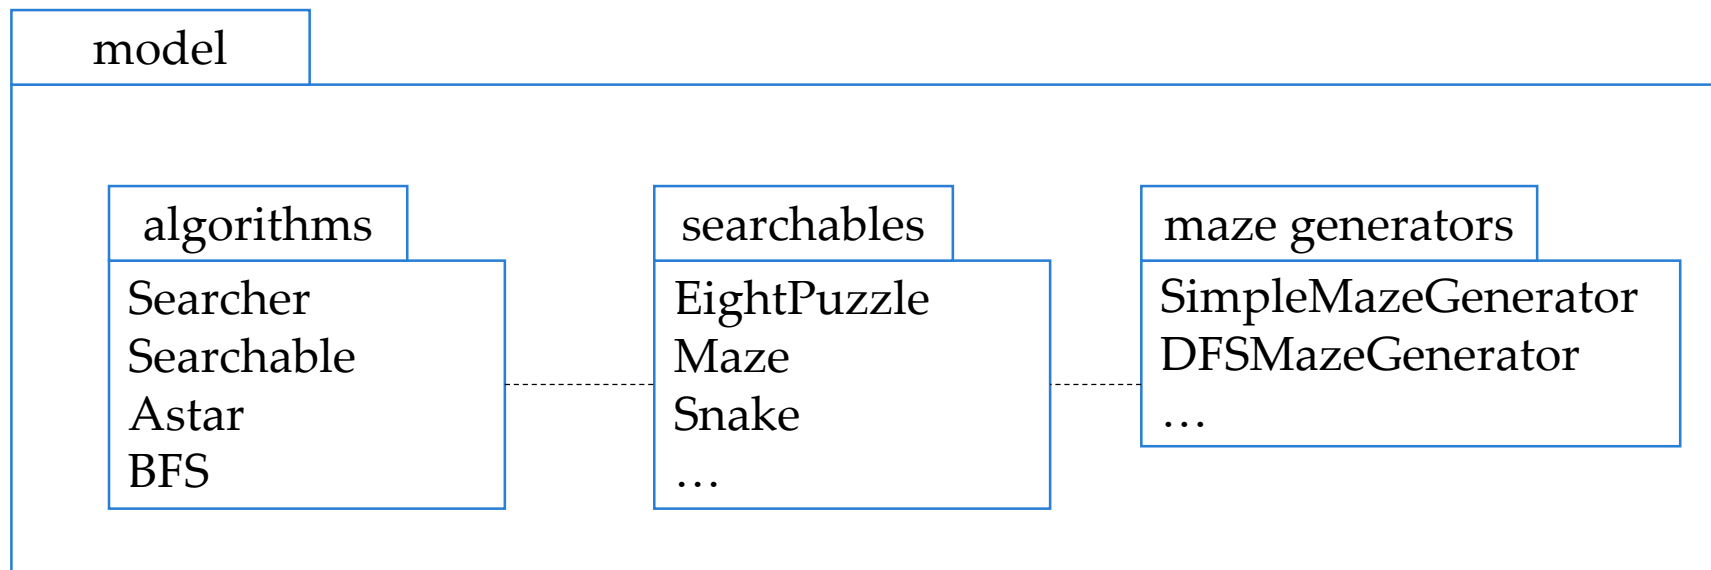 model
algorithms
Searcher
Searchable
Astar
BFS
searchables
EightPuzzle
Maze
Snake
…
maze generators
SimpleMazeGenerator
DFSMazeGenerator
…